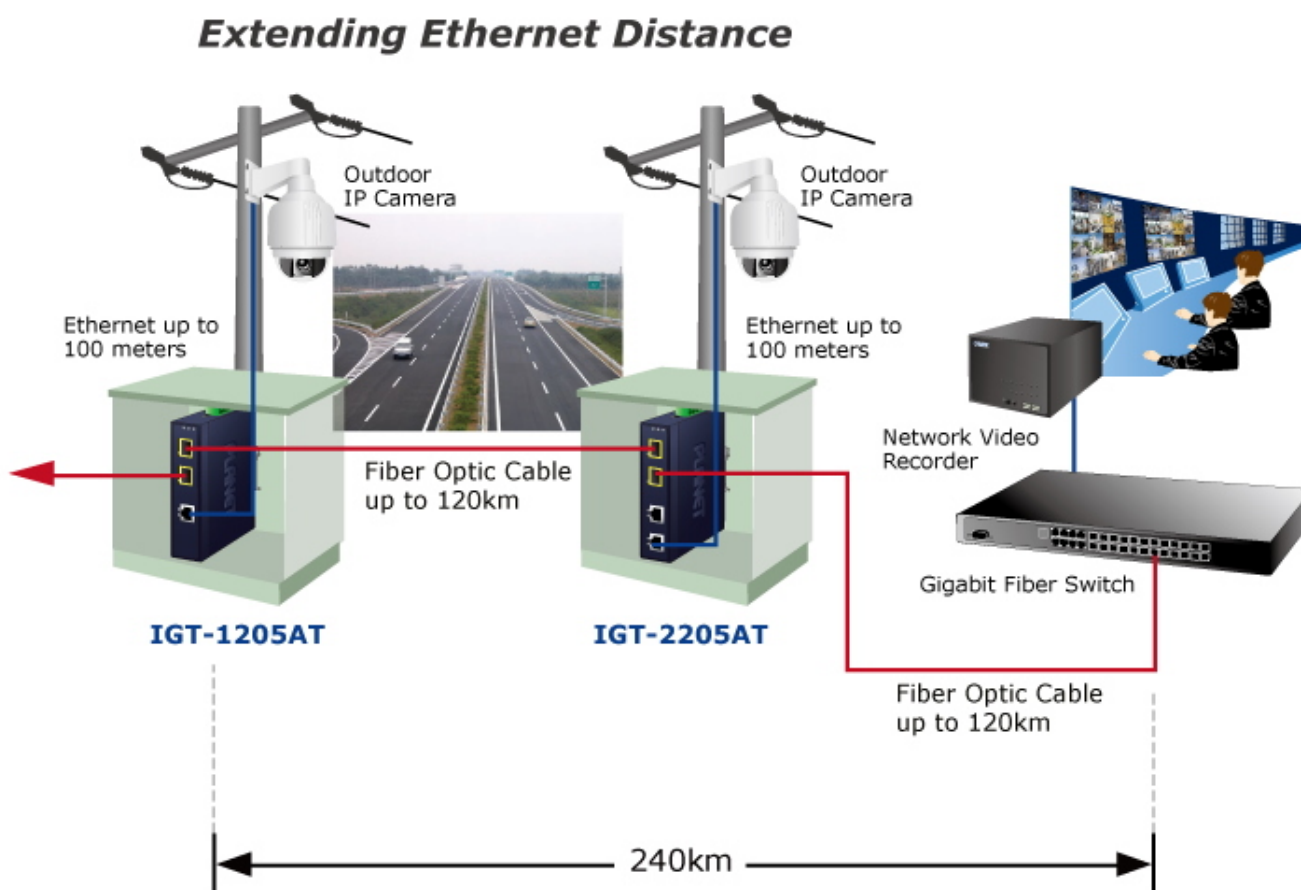 Extending Ethernet Distance
Outdoor
IP Camera
Outdoor
IP Camera
Ethernet up to
100 meters
Ethernet up to
100 meters
PLANET
PLANET
Fiber Optic Cable
up to 120km
Network Video
Recorder
Gigabit Fiber Switch
IGT-1205AT
IGT-2205AT
Fiber Optic Cable
up to 120km
240km